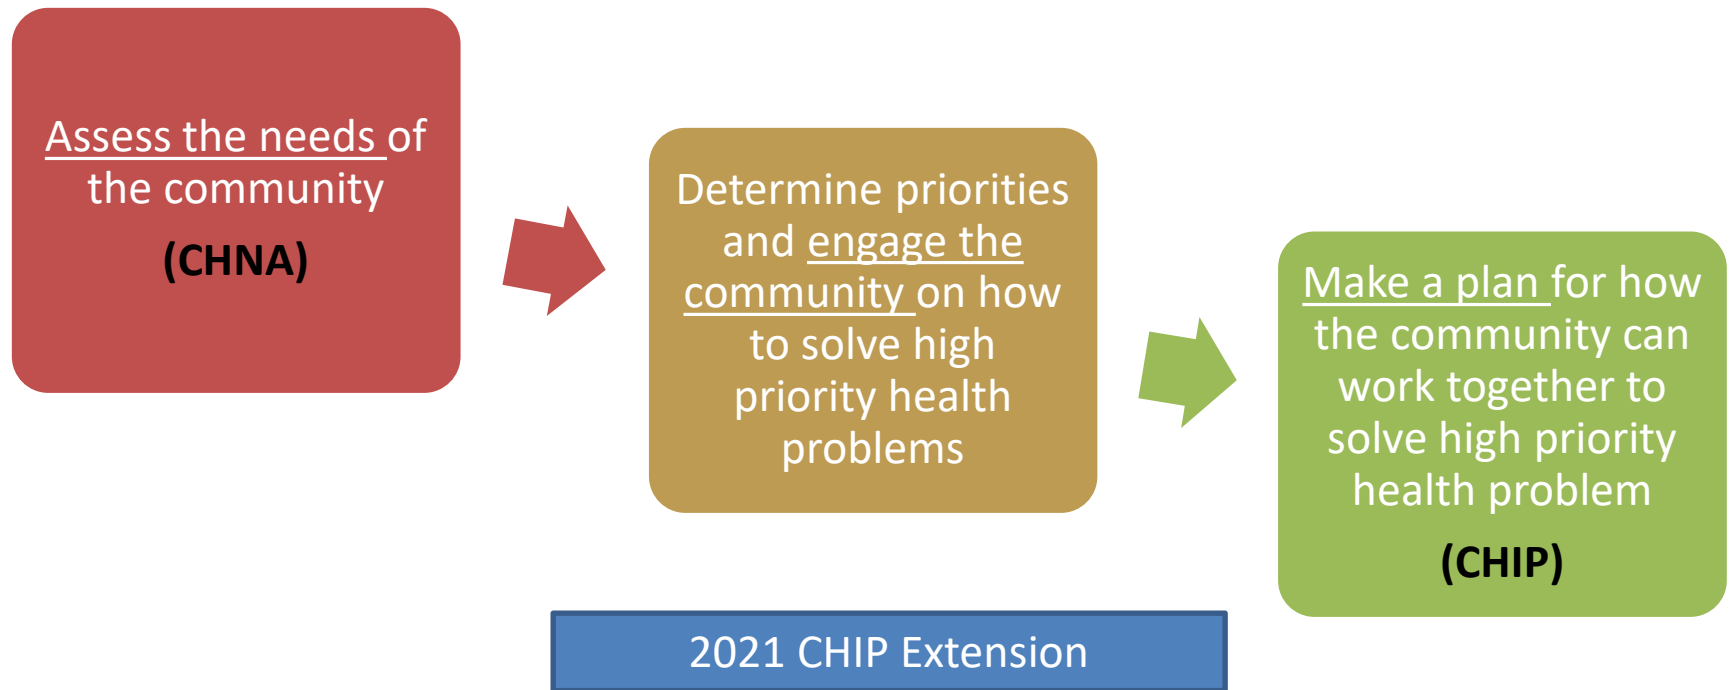 Assess the needs of
the community
(CHNA)
Determine priorities
and engage the
community on how
to solve high
priority health
problems
Make a plan for how
the community can
work together to
solve high priority
health problem
(CHIP)
2021 CHIP Extension